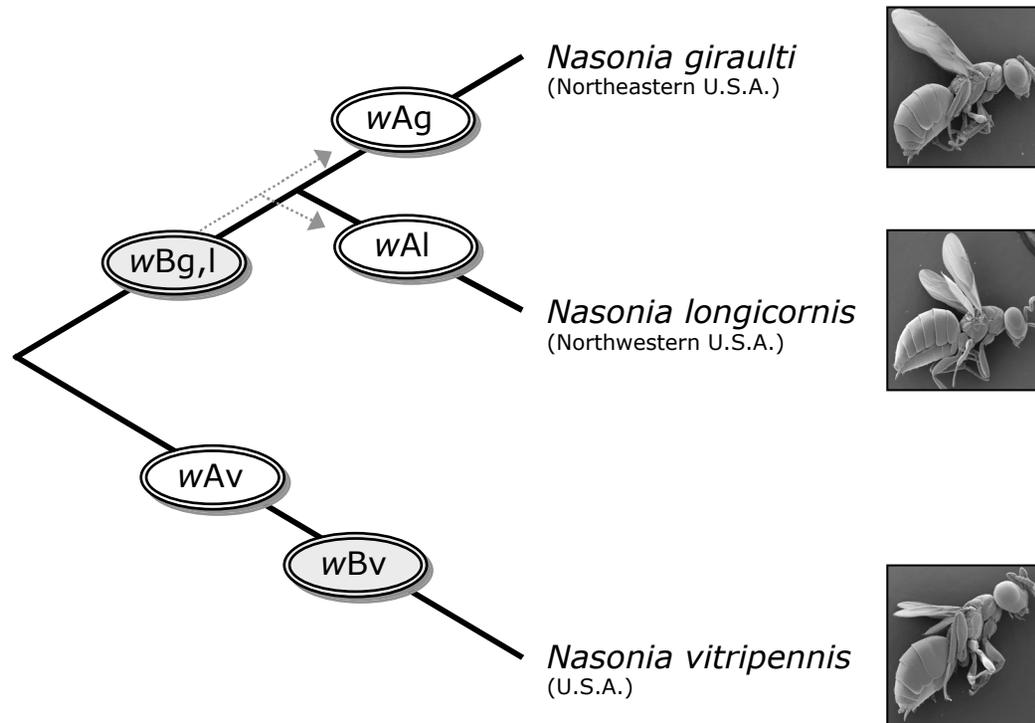 Nasonia giraulti
(Northeastern U.S.A.)
wAg
wBg,l
wAl
Nasonia longicornis
(Northwestern U.S.A.)
wAv
wBv
Nasonia vitripennis
(U.S.A.)